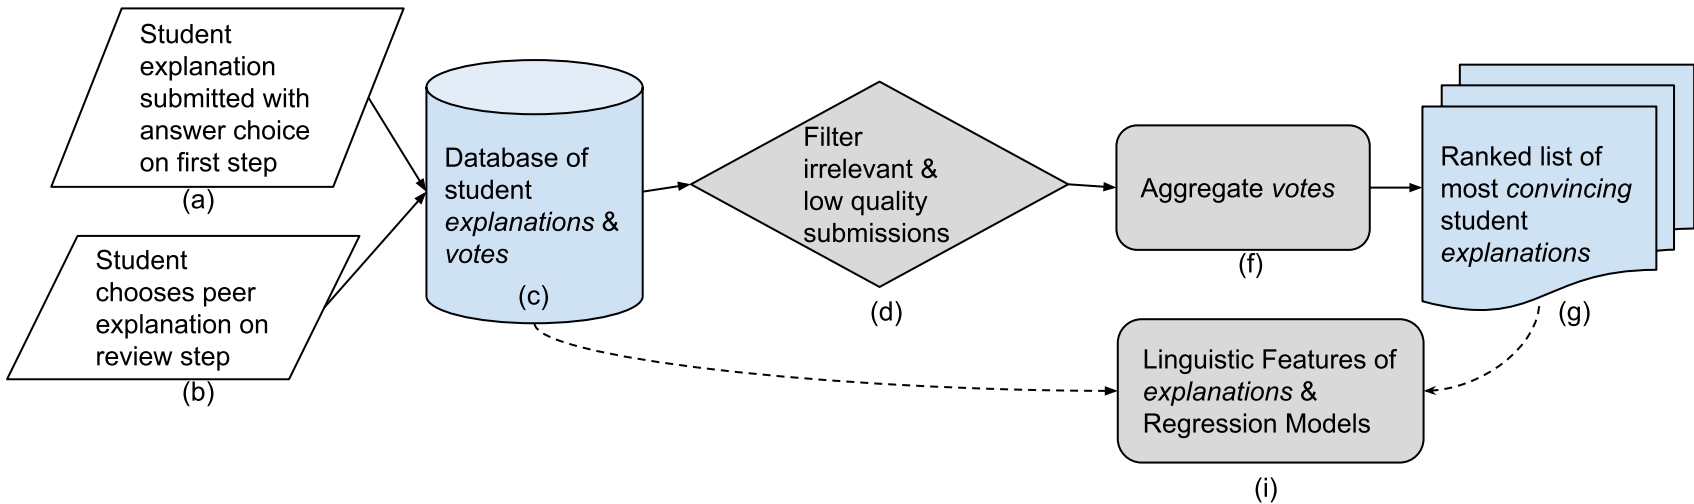 Student
explanation
submitted with
answer choice
on first step
(a)
Student
chooses peer
explanation on
review step
(b)
Database of
student
explanations &
votes
(c)
Filter
irrelevant &
low quality
submissions
(d)
Aggregate votes
(f)
Ranked list of
most convincing
student
explanations
(g)
Linguistic Features of
explanations &
Regression Models
(i)